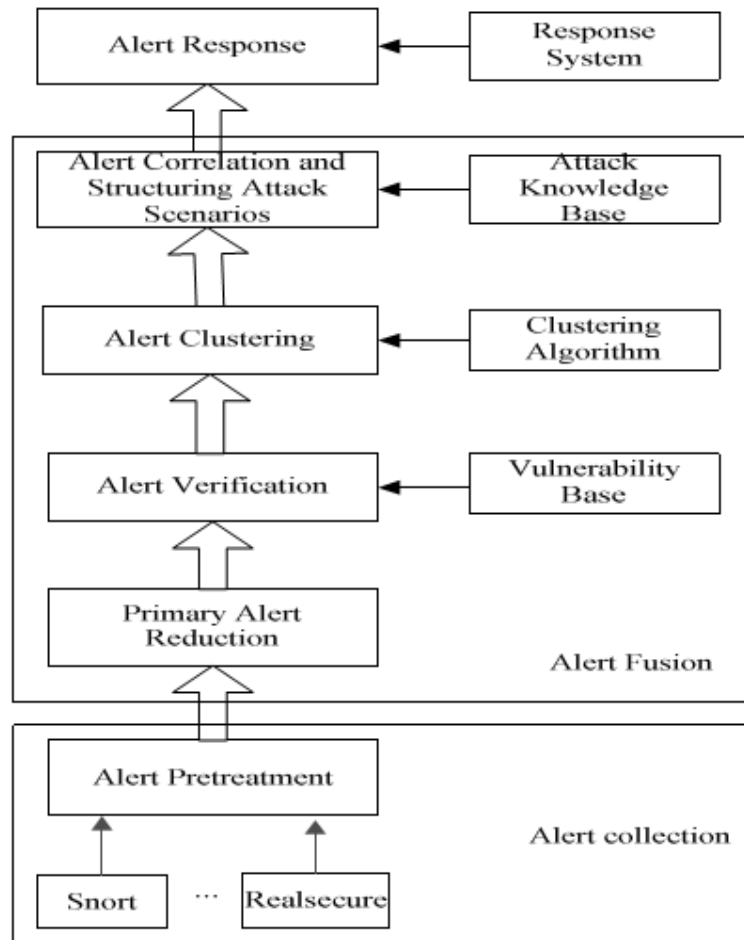 Alert Response
Response
System
Alert Correlation and
Structuring Attack
Scenarios
Attack
Knowledge
Base
Alert Clustering
Clustering
Algorithm
Alert Verification
Vulnerability
Base
Primary Alert
Reduction
Alert Fusion
Alert Pretreatment
Alert collection
Snort
...
Realsecure